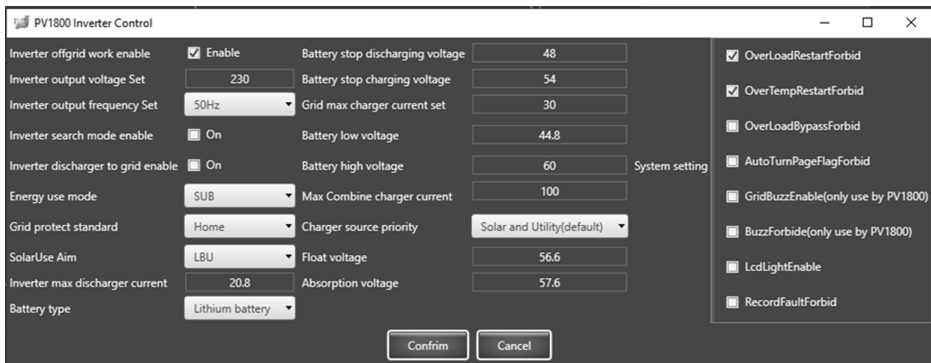 PV1800 Inverter Control
Inverter offgrid work enable Enable Battery stop discharging voltage 48
Inverter output voltage Set 230 Battery stop charging voltage 54
Inverter output frequency Set 50Hz Grid max charger current set 30
Inverter search mode enable On Battery low voltage 44.8
Inverter discharger to grid enable On Battery high voltage 60
Energy use mode SUB Max Combine charger current 100
Grid protect standard Home Charger source priority Solar and Utility(default)
SolarUse Aim LBU Float voltage 56.6
Inverter max discharger current 20.8 Absorption voltage 57.6
Battery type Lithium battery
System setting
OverLoadRestartForbid
OverTempRestartForbid
OverLoadBypassForbid
AutoTurnPageFlagForbid
GridBuzzEnable(only use by PV1800)
BuzzForbide(only use by PV1800)
LcdLightEnable
RecordFaultForbid
Confrim Cancel